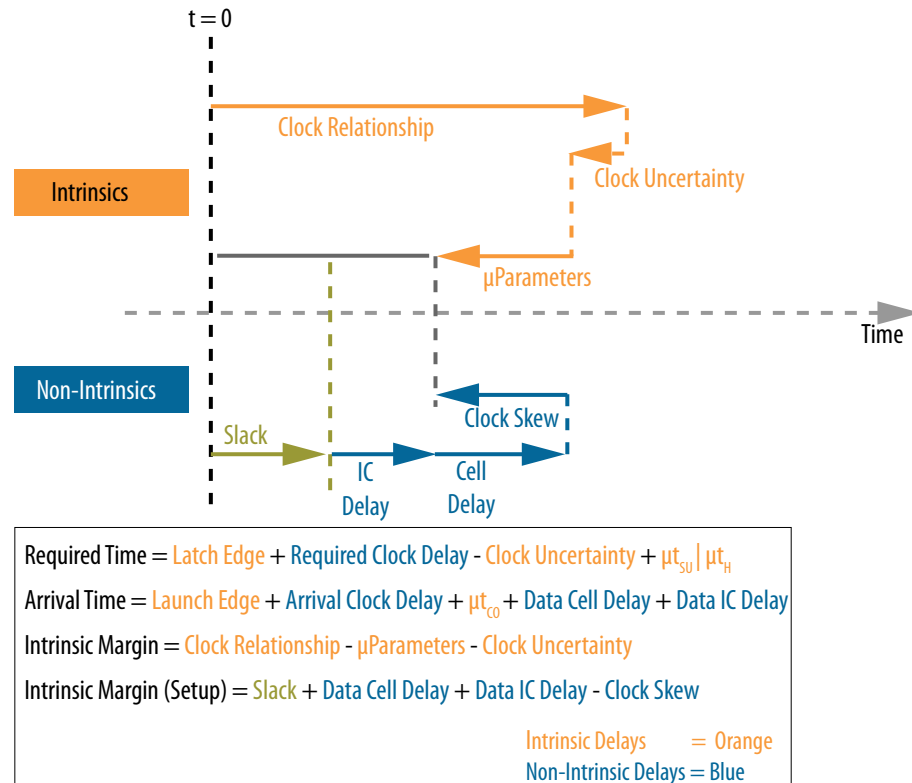 t = 0
Clock Relationship
Clock Uncertainty
Intrinsics
µParameters
Time
Non-Intrinsics
Clock Skew
Slack
IC
Delay
Cell
Delay
Required Time = Latch Edge + Required Clock Delay - Clock Uncertainty + µtSU | µtH
Arrival Time = Launch Edge + Arrival Clock Delay + µtCO + Data Cell Delay + Data IC Delay
Intrinsic Margin = Clock Relationship - µParameters - Clock Uncertainty
Intrinsic Margin (Setup) = Slack + Data Cell Delay + Data IC Delay - Clock Skew
Intrinsic Delays = Orange
Non-Intrinsic Delays = Blue